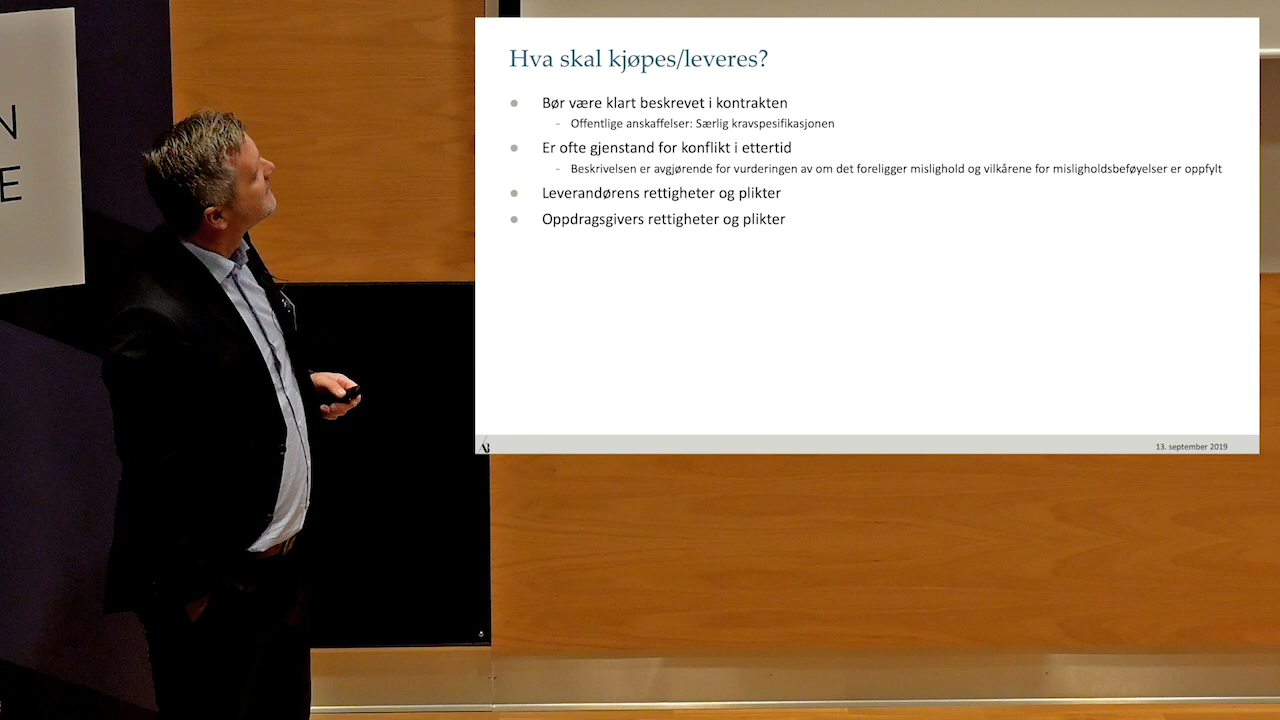 N
E
Hva skal kjøpes/leveres?
● Bør være klart beskrevet i kontrakten
- Offentlige anskaffelser: Særlig kravspesifikasjonen
● Er ofte gjenstand for konflikt i ettertid
- Beskrivelsen er avgjørende for vurderingen av om det foreligger mislighold og vilkårene for misligholdsbeføyelser er oppfylt
● Leverandørens rettigheter og plikter
● Oppdragsgivers rettigheter og plikter
13. september 2019